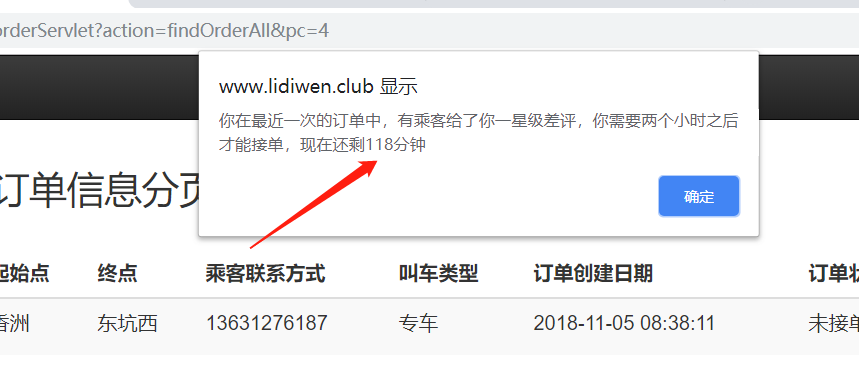 orderServlet?action=findOrderAll&pc=4
www.lidiwen.club 显示
你在最近一次的订单中，有乘客给了你一星级差评，你需要两个小时之后
才能接单，现在还剩118分钟
确定
订单信息分页
起始点 终点 乘客联系方式 叫车类型 订单创建日期 订单状
香洲 东坑西 13631276187 专车 2018-11-05 08:38:11 未接单